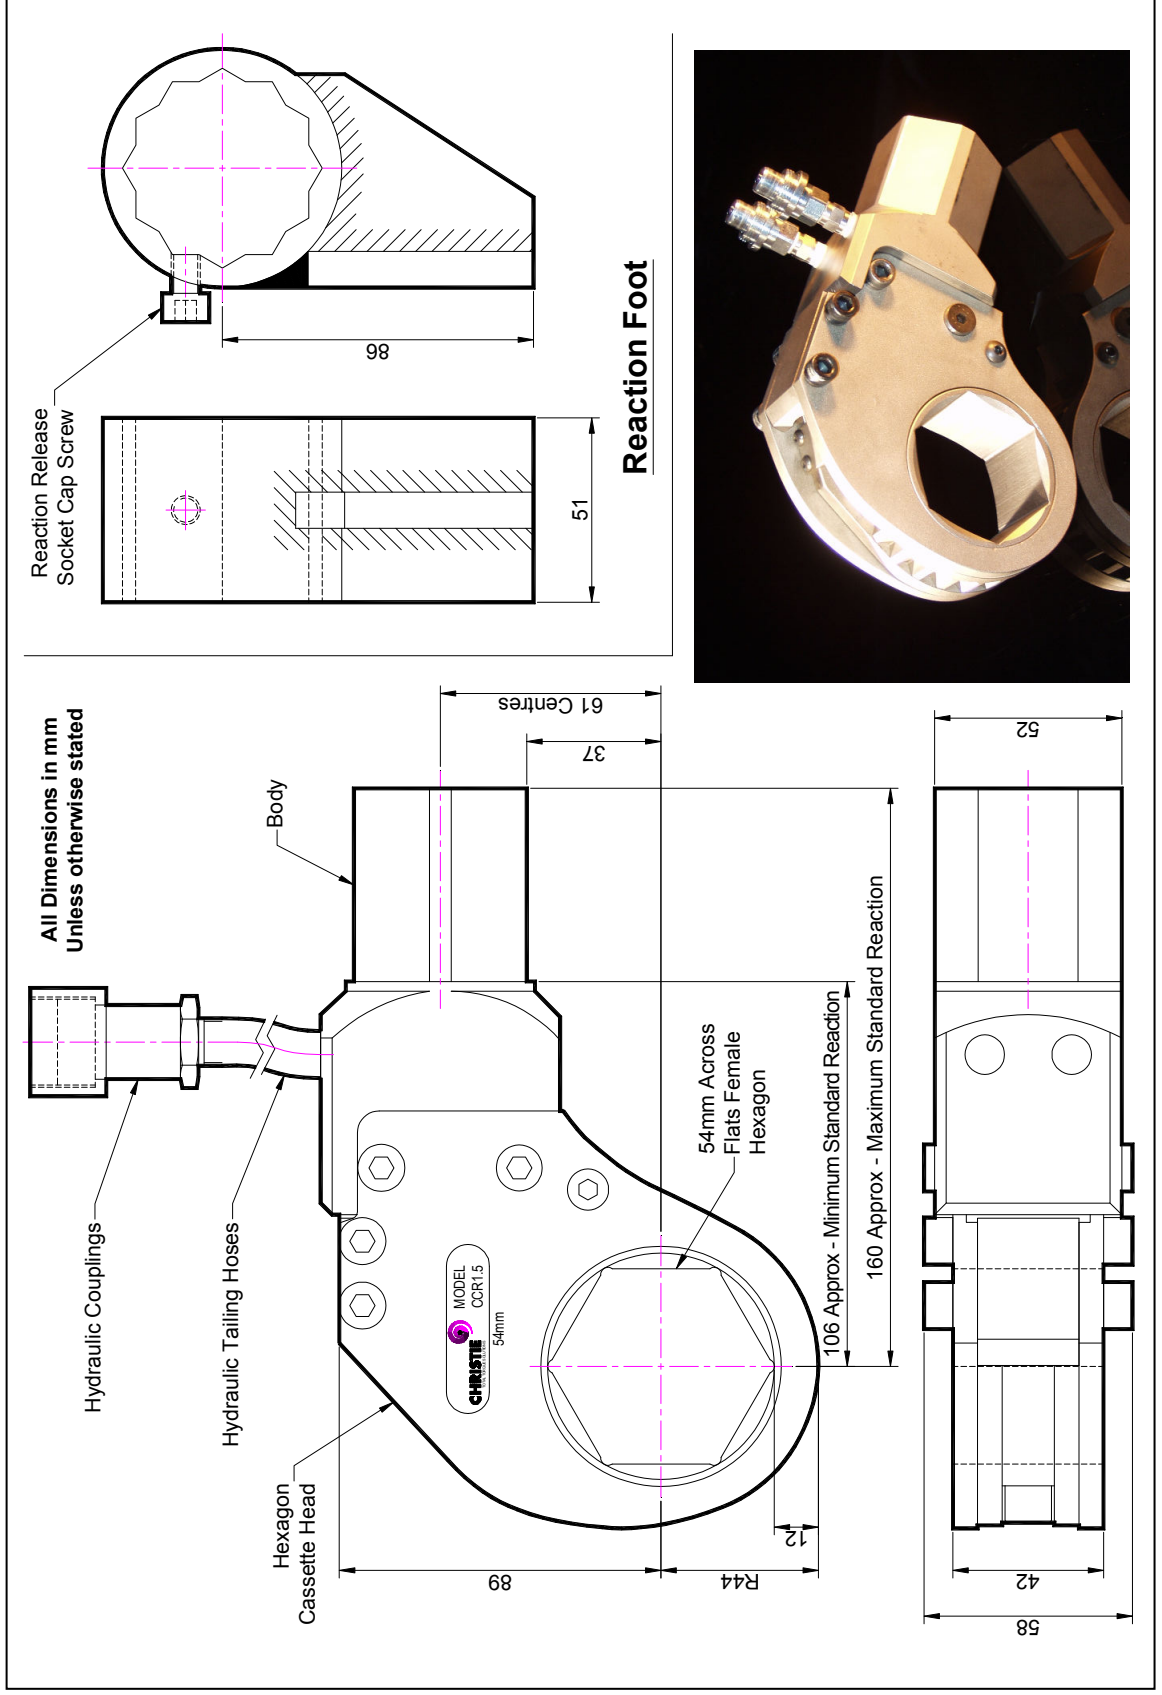 All Dimensions in mm
Unless otherwise stated
Reaction Release
Socket Cap Screw
86
51
Reaction Foot
Hydraulic Couplings
Hydraulic Tailing Hoses
Body
Hexagon
Cassette Head
CHRISTIE
MODEL
CCR1.5
54mm
54mm Across
Flats Female
Hexagon
61 Centres
37
89
R44
12
106 Approx - Minimum Standard Reaction
160 Approx - Maximum Standard Reaction
52
42
58